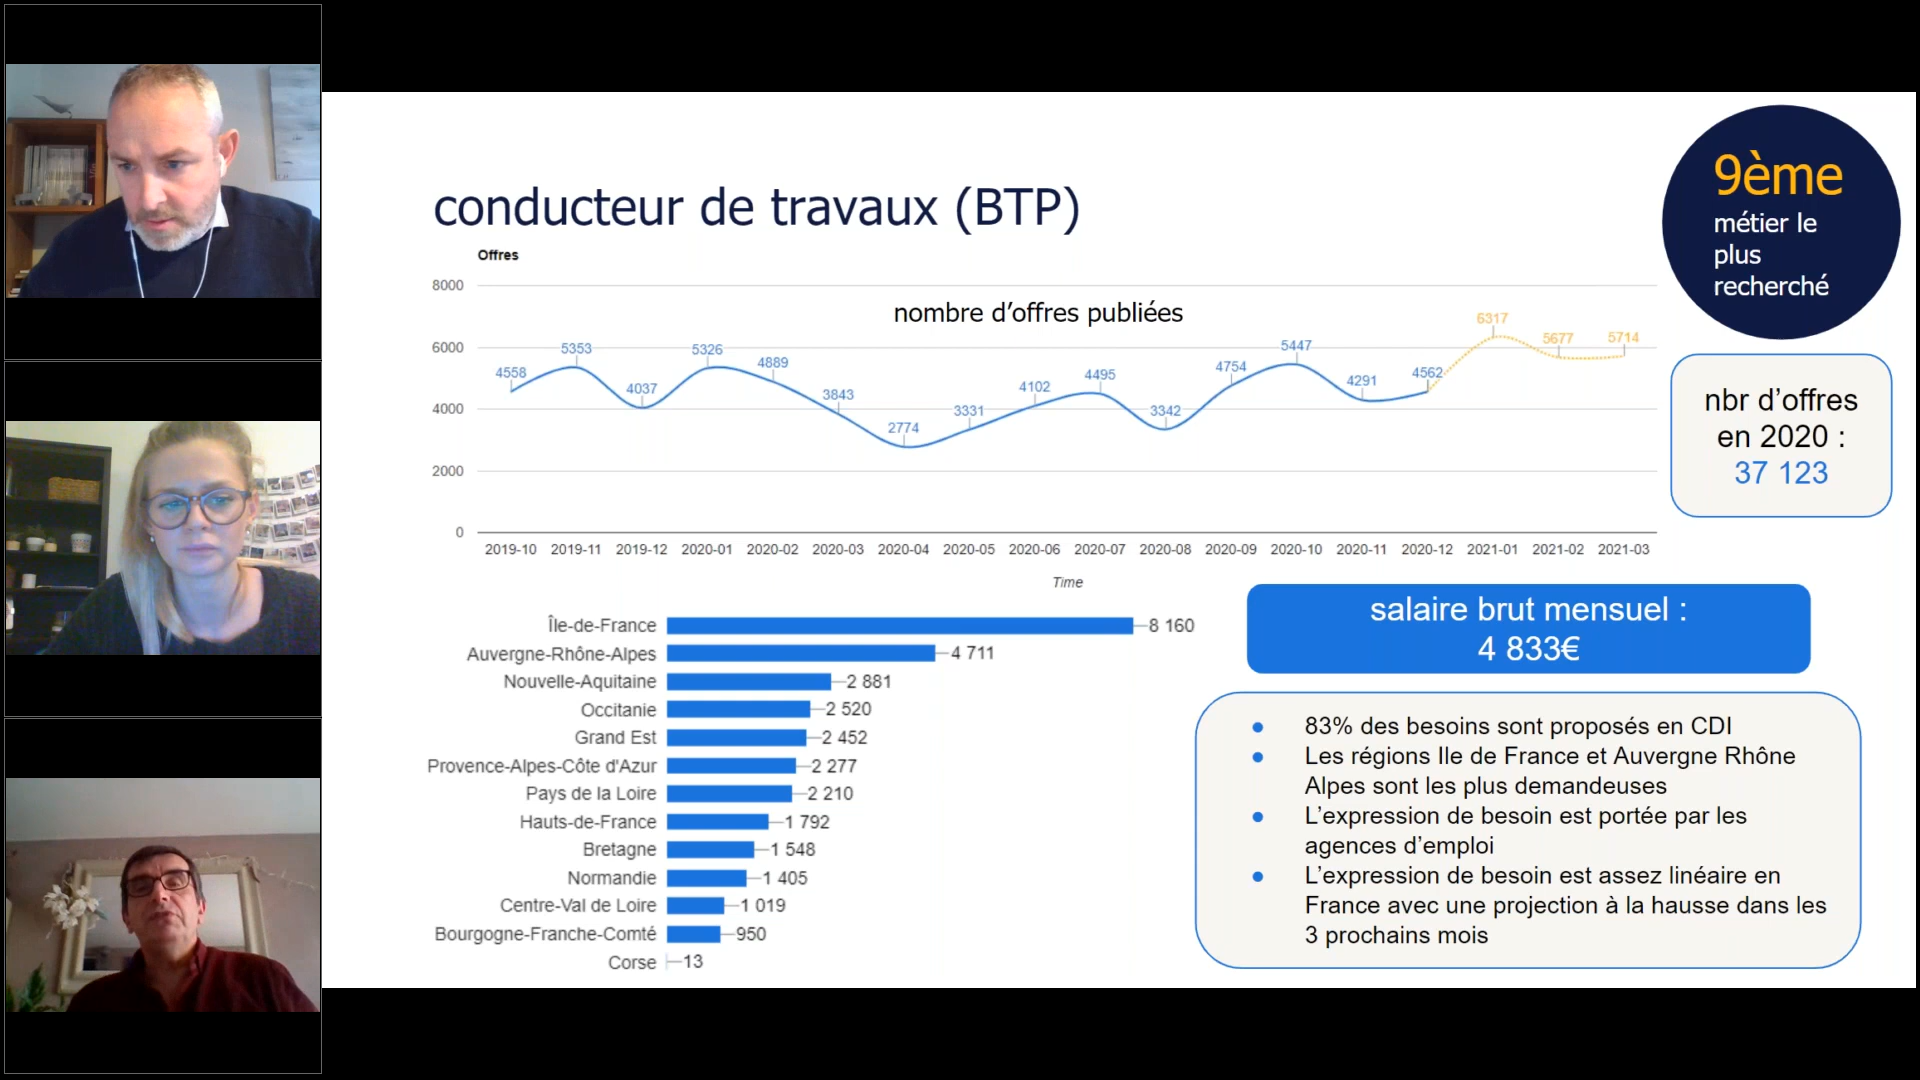 conducteur de travaux (BTP)
9ème
métier le
plus
recherché
Offres
nombre d’offres publiées
8000
6000
4000
2000
0
4558
5353
4037
5326
4889
3843
2774
3331
4102
4495
3342
4754
5447
4291
4562
6317
5677
5714
2019-10 2019-11 2019-12 2020-01 2020-02 2020-03 2020-04 2020-05 2020-06 2020-07 2020-08 2020-09 2020-10 2020-11 2020-12 2021-01 2021-02 2021-03
Time
nbr d’offres
en 2020 :
37 123
Île-de-France 8 160
Auvergne-Rhône-Alpes 4 711
Nouvelle-Aquitaine 2 881
Occitanie 2 520
Grand Est 2 452
Provence-Alpes-Côte d'Azur 2 277
Pays de la Loire 2 210
Hauts-de-France 1 792
Bretagne 1 548
Normandie 1 405
Centre-Val de Loire 1 019
Bourgogne-Franche-Comté 950
Corse 13
salaire brut mensuel :
4 833€
● 83% des besoins sont proposés en CDI
● Les régions Ile de France et Auvergne Rhône
Alpes sont les plus demandeuses
● L’expression de besoin est portée par les
agences d’emploi
● L’expression de besoin est assez linéaire en
France avec une projection à la hausse dans les
3 prochains mois